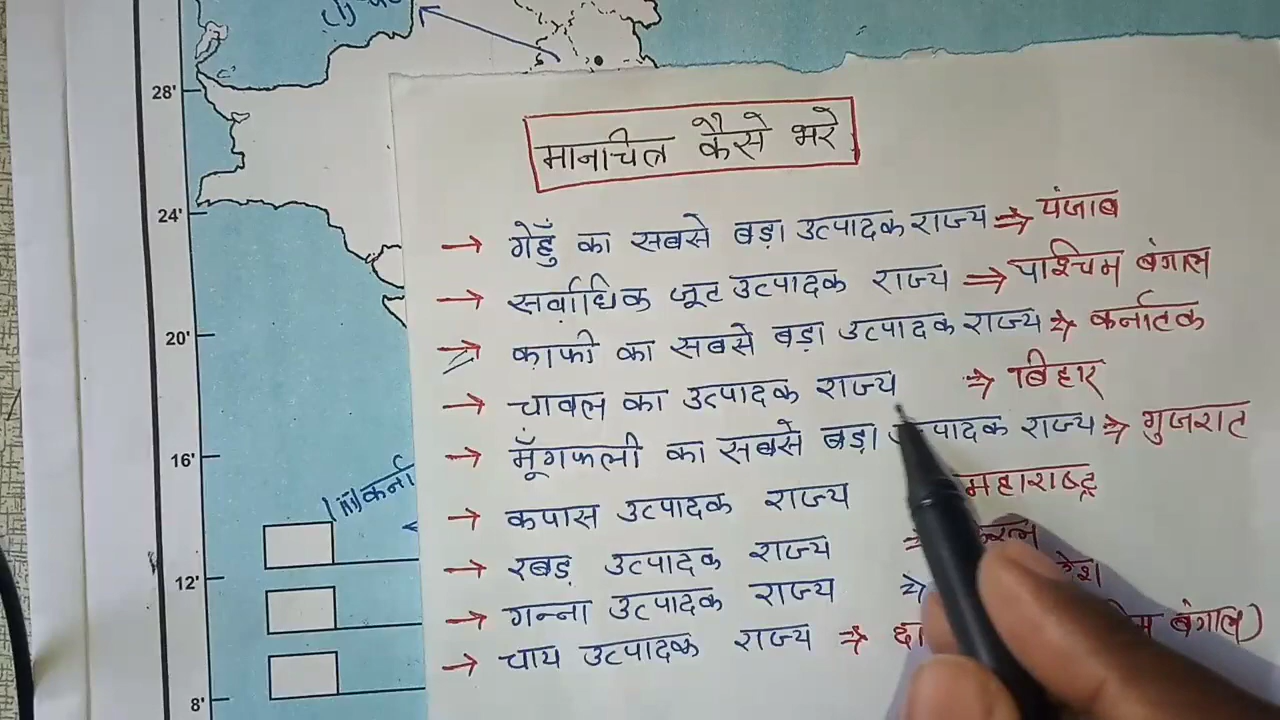 28'
24'
20'
16'
12'
8'
(iii) कर्ना
मानचित्र कैसे भरे
→ गेहूँ का सबसे बड़ा उत्पादक राज्य ⇒ पंजाब
→ सर्वाधिक जूट उत्पादक राज्य ⇒ पश्चिम बंगाल
→ काफी का सबसे बड़ा उत्पादक राज्य ⇒ कर्नाटक
→ चावल का उत्पादक राज्य ⇒ बिहार
→ मूँगफली का सबसे बड़ा उत्पादक राज्य ⇒ गुजरात
→ कपास उत्पादक राज्य महाराष्ट्र
→ रबड़ उत्पादक राज्य ⇒
→ गन्ना उत्पादक राज्य ⇒
→ चाय उत्पादक राज्य ⇒ बंगाल)